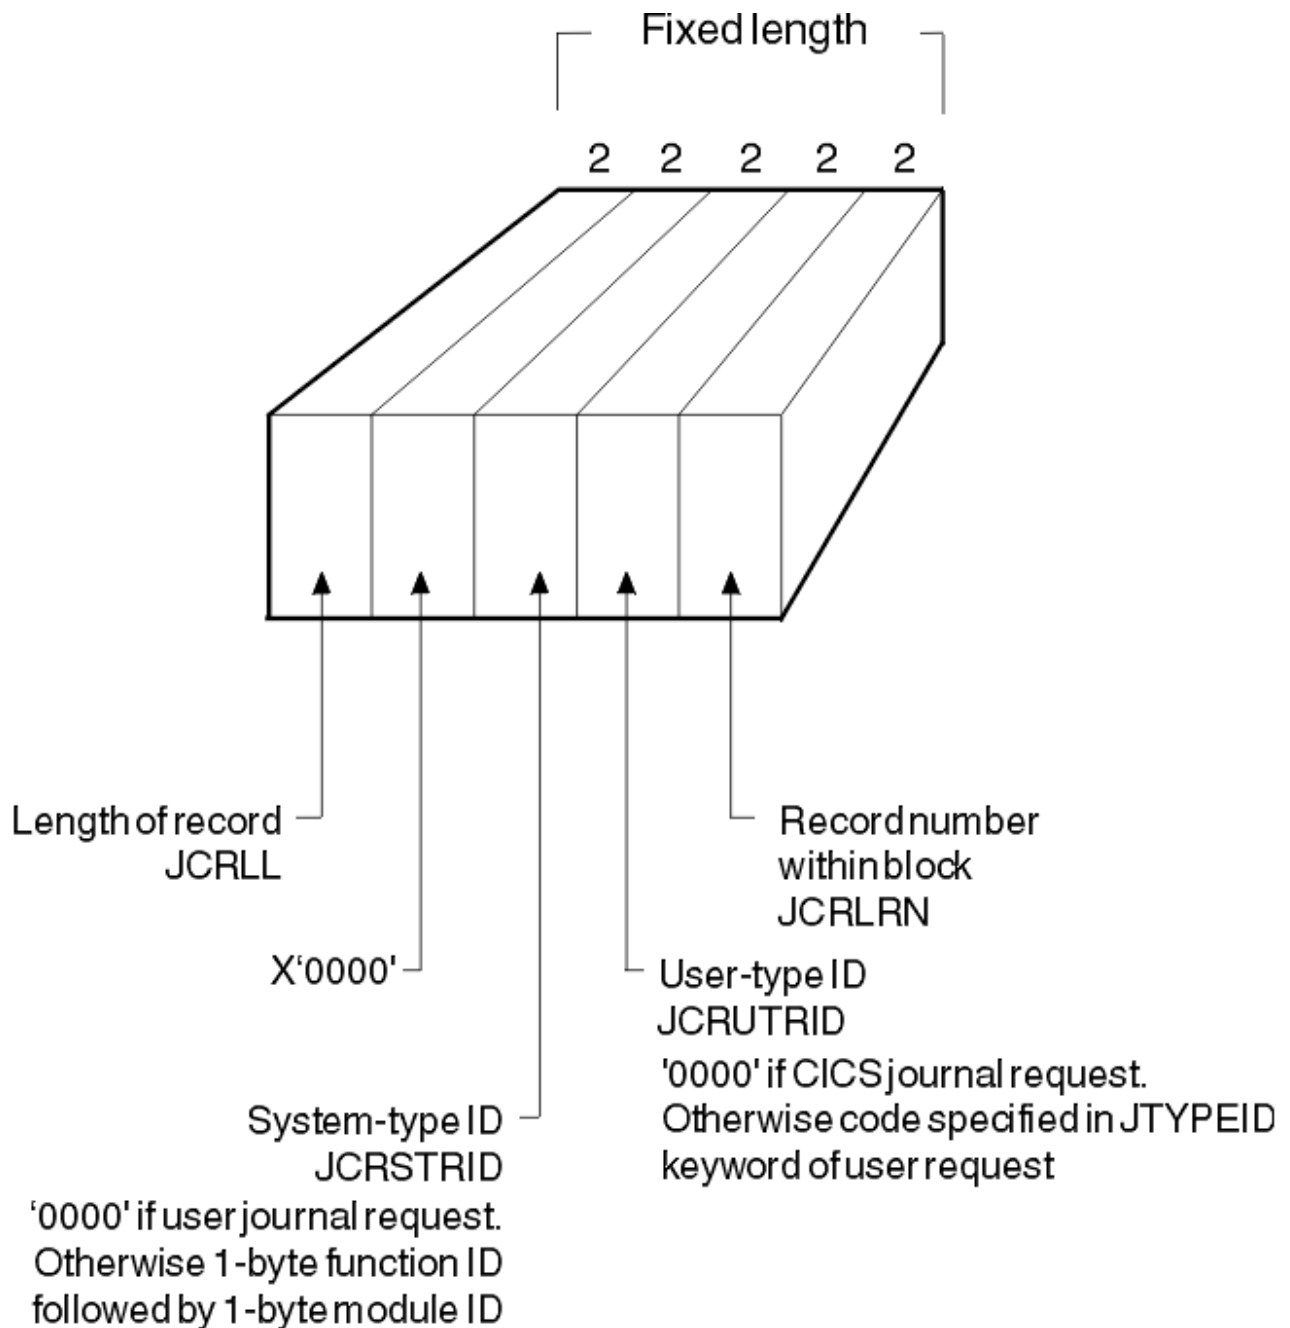 Fixed length
2 2 2 2 2
Length of record
JCRLL
Record number
within block
JCRLRN
X‘0000'
User-type ID
JCRUTRID
'0000' if CICS journal request.
Otherwise code specified in JTYPEID
keyword of user request
System-type ID
JCRSTRID
‘0000' if user journal request.
Otherwise 1-byte function ID
followed by 1-byte module ID